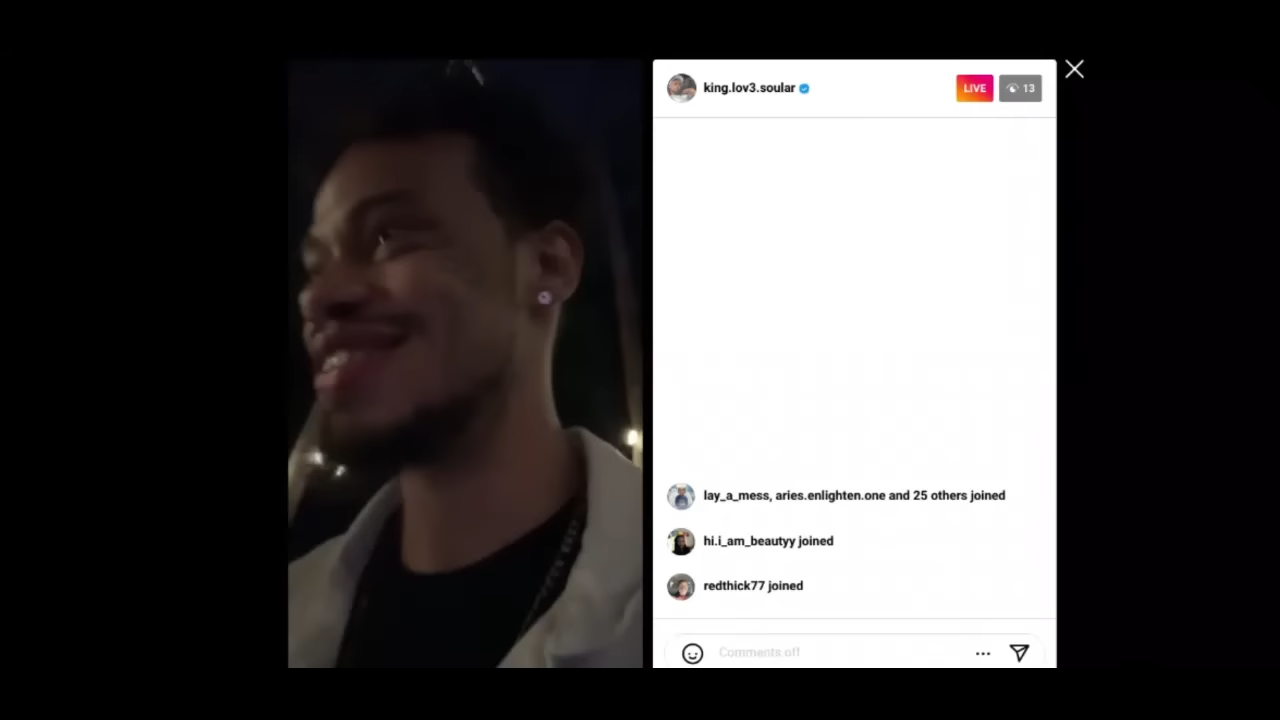 king.lov3.soular
LIVE
13
lay_a_mess, aries.enlighten.one and 25 others joined
hi.i_am_beautyy joined
redthick77 joined
Comments off